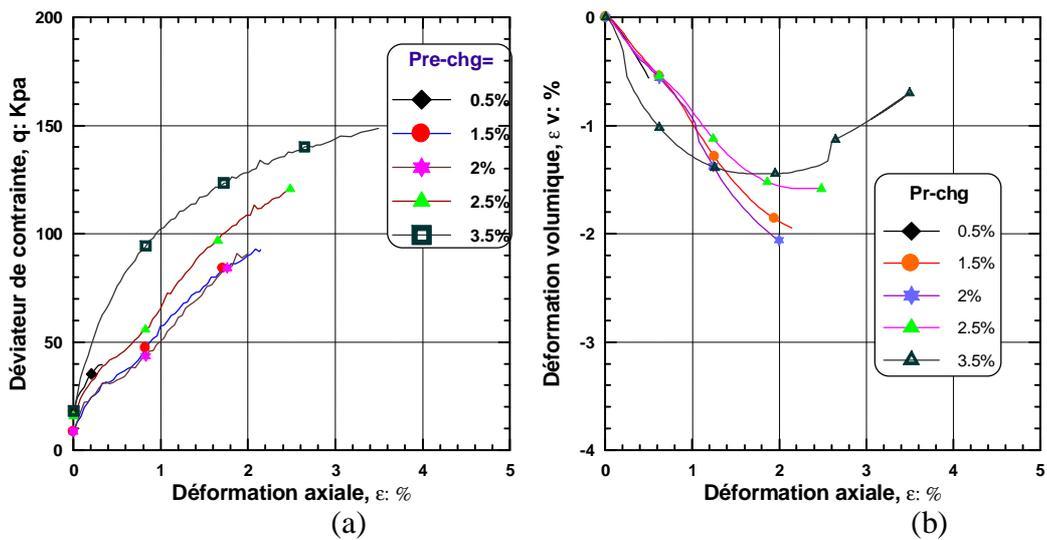 Déviateur de contrainte, q: Kpa
200
150
100
50
0
0 1 2 3 4 5
Déformation axiale, ε: %
Pre-chg=
0.5%
1.5%
2%
2.5%
3.5%
(a)
Déformation volumique, ε v: %
0
-1
-2
-3
-4
0 1 2 3 4 5
Déformation axiale, ε: %
Pr-chg
0.5%
1.5%
2%
2.5%
3.5%
(b)